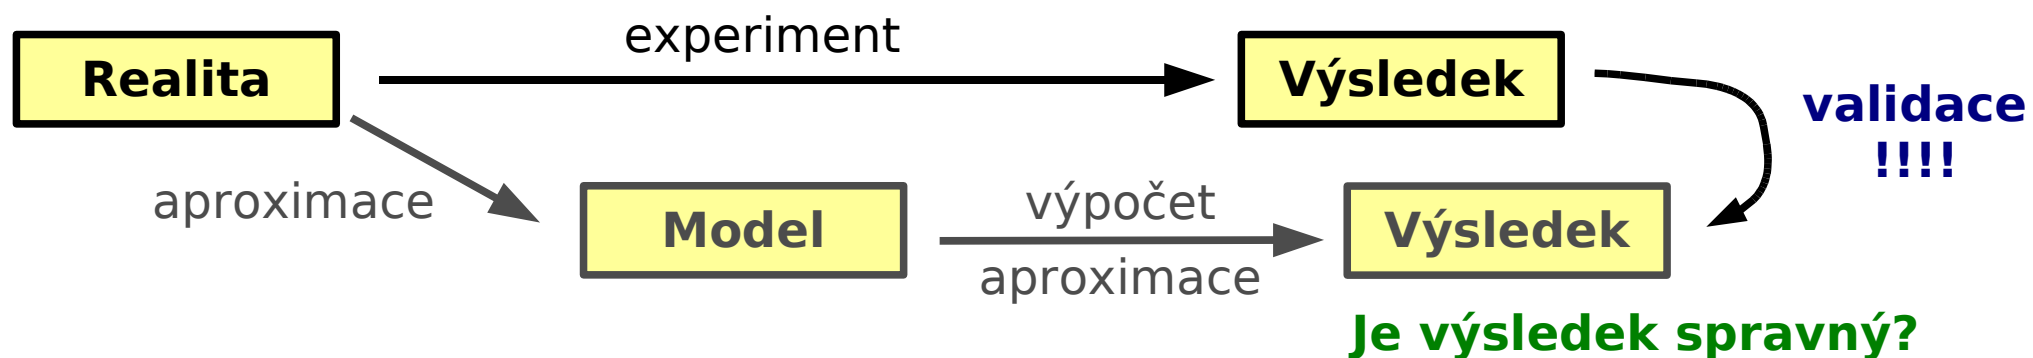 experiment
Realita
Výsledek
validace
!!!!
aproximace
Model
výpočet
aproximace
Výsledek
Je výsledek spravný?